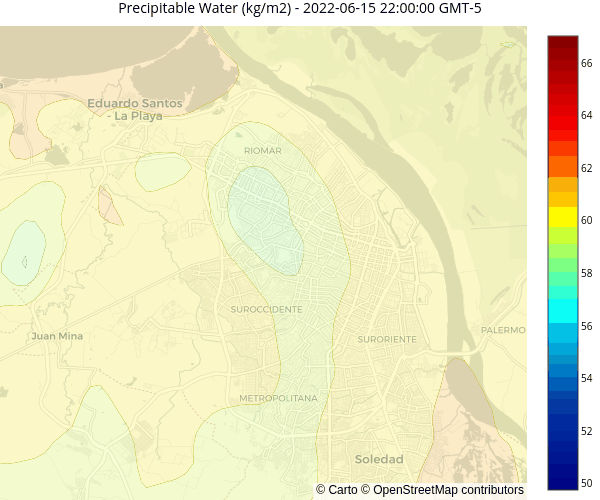 Precipitable Water (kg/m2) - 2022-06-15 22:00:00 GMT-5
66
Eduardo Santos
- La Playa
64
RIOMAR
62
60
58
SUROCCIDENTE
56
Juan Mina
SURORIENTE
PALERMO
54
METROPOLITANA
52
Soledad
50
© Carto © OpenStreetMap contributors